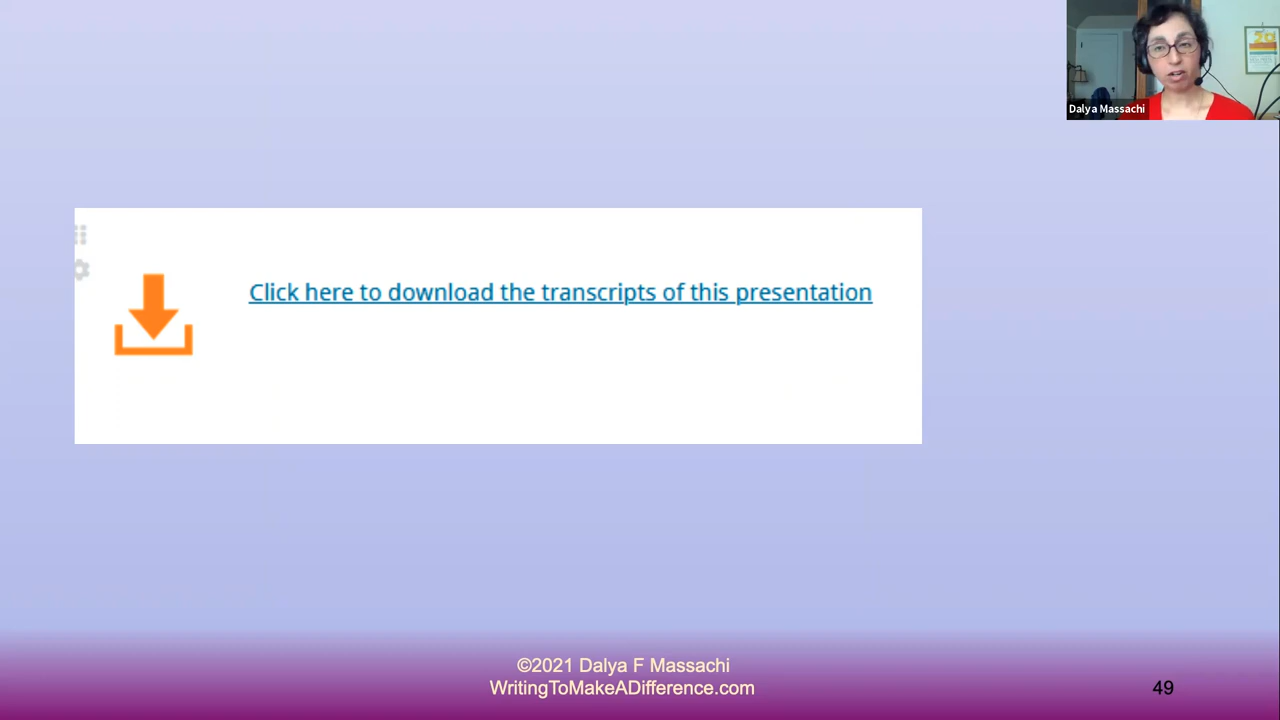 Dalya Massachi
Click here to download the transcripts of this presentation
©2021 Dalya F Massachi
WritingToMakeADifference.com
49